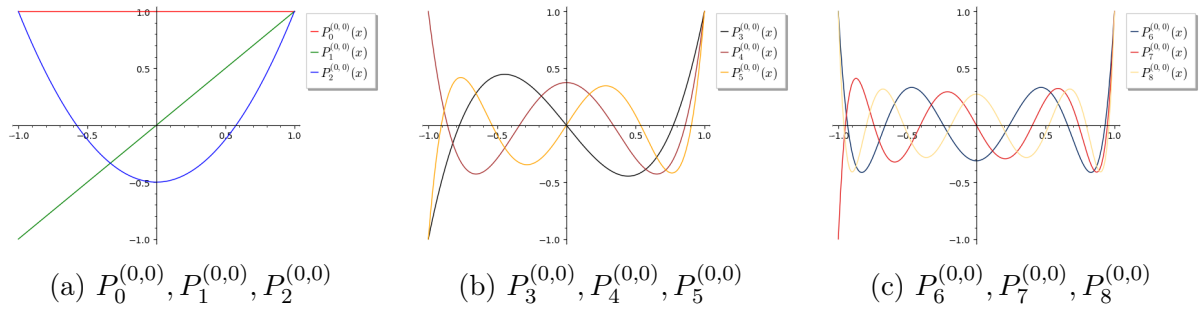 1.0
0.5
−1.0
−0.5
0.5
1.0
−0.5
−1.0
P_0^{(0,0)}(x)
P_1^{(0,0)}(x)
P_2^{(0,0)}(x)
(a) P_0^{(0,0)}, P_1^{(0,0)}, P_2^{(0,0)}
1.0
0.5
−1.0
−0.5
0.5
1.0
−0.5
−1.0
P_3^{(0,0)}(x)
P_4^{(0,0)}(x)
P_5^{(0,0)}(x)
(b) P_3^{(0,0)}, P_4^{(0,0)}, P_5^{(0,0)}
1.0
0.5
−1.0
−0.5
0.5
1.0
−0.5
−1.0
P_6^{(0,0)}(x)
P_7^{(0,0)}(x)
P_8^{(0,0)}(x)
(c) P_6^{(0,0)}, P_7^{(0,0)}, P_8^{(0,0)}